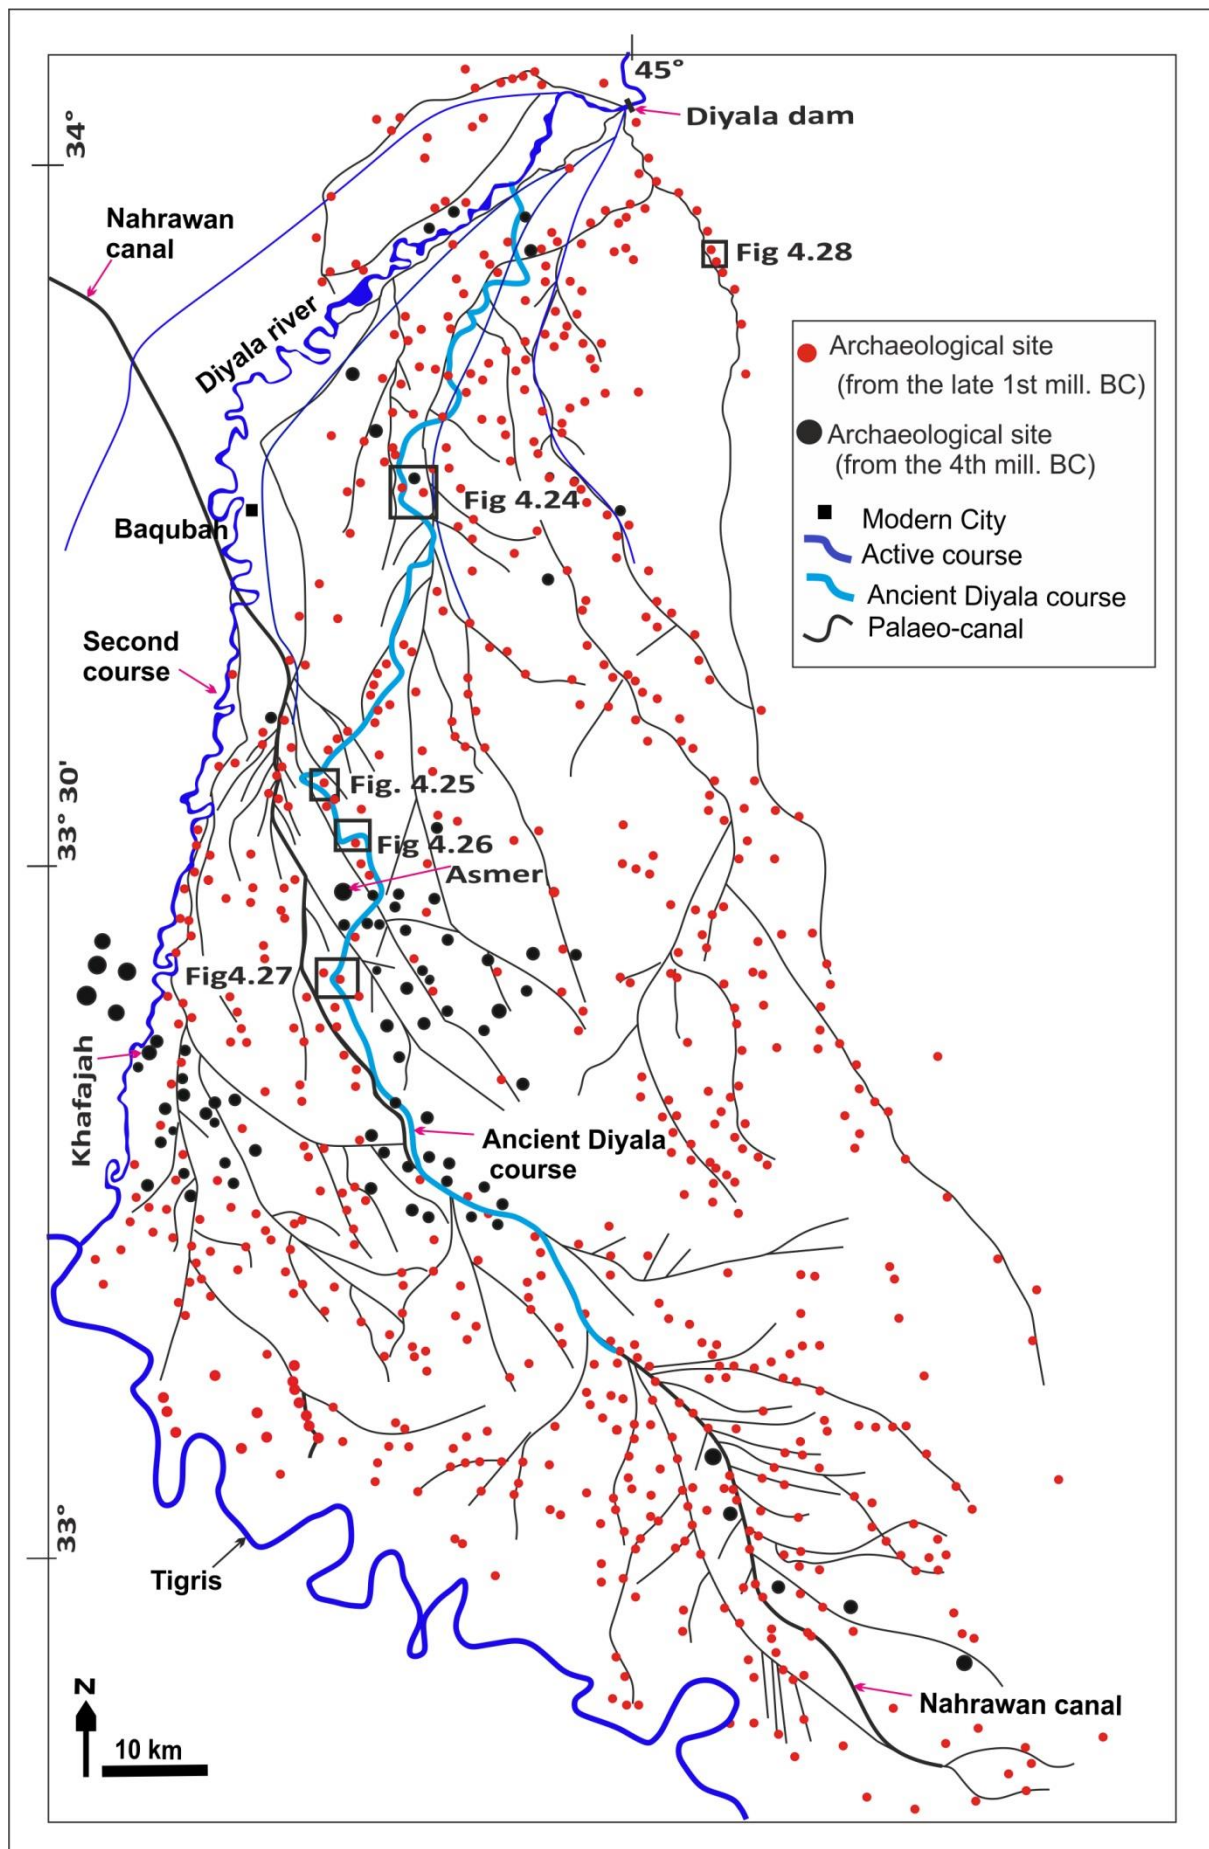 45°
Diyala dam
34°
Nahrawan
canal
Fig 4.28
Diyala river
Archaeological site
(from the late 1st mill. BC)
Archaeological site
(from the 4th mill. BC)
Modern City
Active course
Ancient Diyala course
Palaeo-canal
Fig 4.24
Baqubah
Second
course
33° 30'
Fig. 4.25
Fig 4.26
Asmer
Fig4.27
Khafajah
Ancient Diyala
course
33°
Tigris
N
10 km
Nahrawan canal